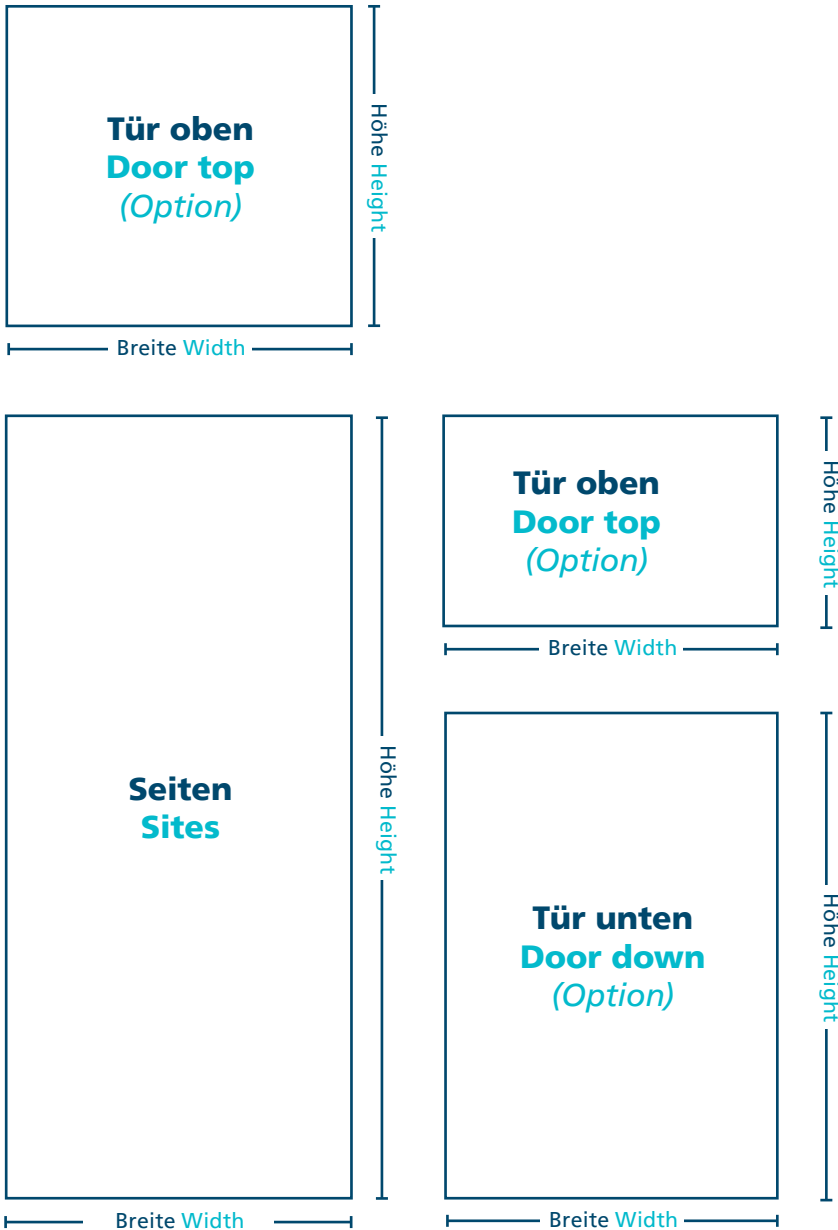 Tür oben
Door top
(Option)
Höhe Height
Breite Width
Seiten
Sites
Höhe Height
Breite Width
Tür oben
Door top
(Option)
Höhe Height
Breite Width
Tür unten
Door down
(Option)
Höhe Height
Breite Width